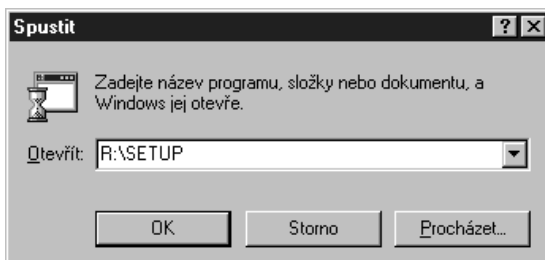 Spustit
Zadejte název programu, složky nebo dokumentu, a
Windows jej otevře.
Otevřít: R:\SETUP
OK Storno Procházet...